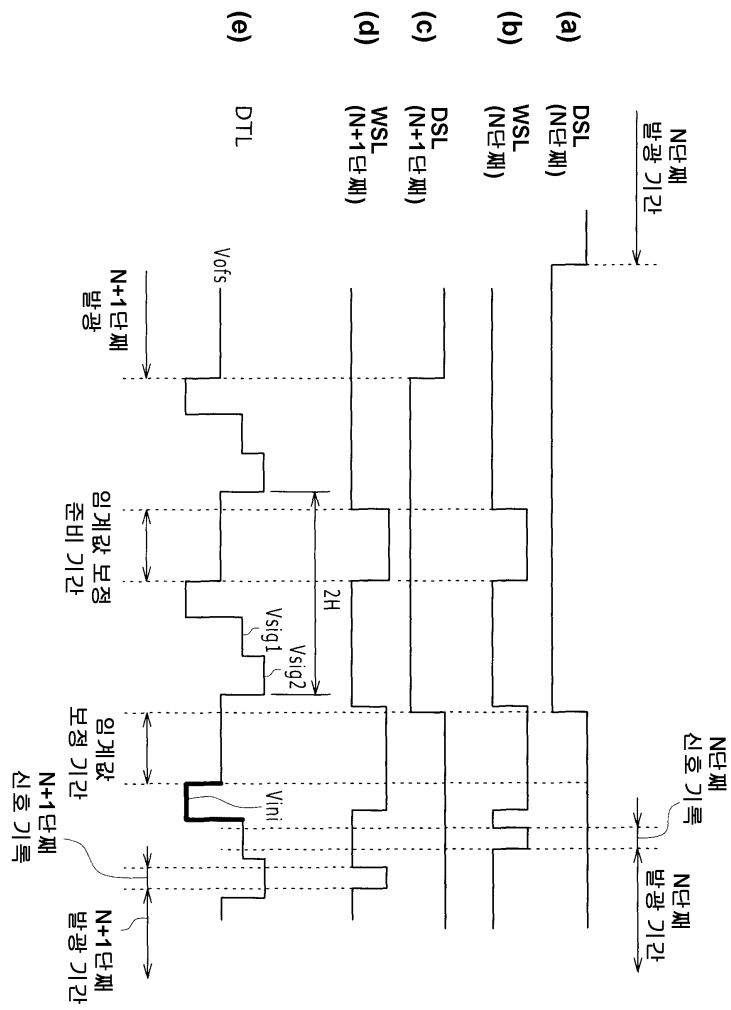 N단째
발광 기간
N단째
신호 기록
N단째
발광 기간
(a)
DSL
(N단째)
(b)
WSL
(N단째)
(c)
DSL
(N+1단째)
(d)
WSL
(N+1단째)
2H
(e)
DTL
Vofs
Vsig1
Vsig2
Vini
N+1단째
발광
임계값 보정
준비 기간
임계값
보정 기간
N+1단째
신호 기록
N+1단째
발광 기간